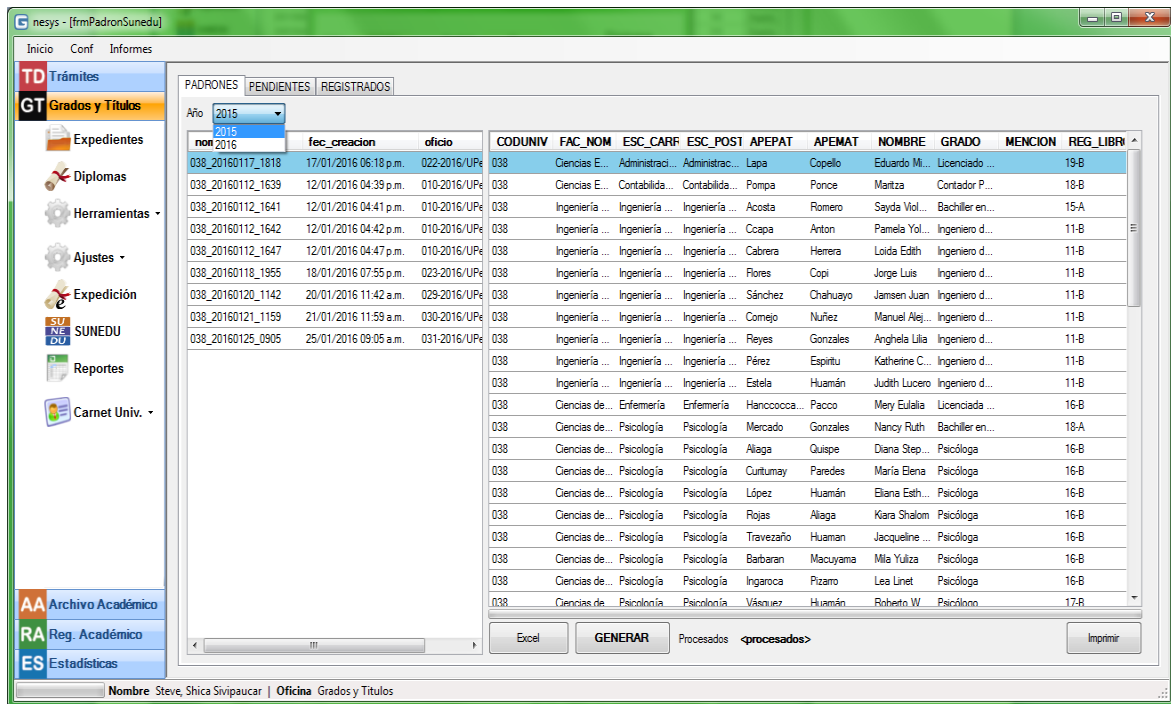 nesys - [frmPadronSunedu]
Inicio Conf Informes
TD Trámites
GT Grados y Títulos
Expedientes
Diplomas
Herramientas
Ajustes
Expedición
SUNEDU SUNEDU
Reportes
Carnet Univ.
AA Archivo Académico
RA Reg. Académico
ES Estadísticas
PADRONES PENDIENTES REGISTRADOS
Año 2015
2015
2016
fec_creacion oficio
038_20160117_1818 17/01/2016 06:18 p.m. 022-2016/UPe
038_20160112_1639 12/01/2016 04:39 p.m. 010-2016/UPe
038_20160112_1641 12/01/2016 04:41 p.m. 010-2016/UPe
038_20160112_1642 12/01/2016 04:42 p.m. 010-2016/UPe
038_20160112_1647 12/01/2016 04:47 p.m. 010-2016/UPe
038_20160118_1955 18/01/2016 07:55 p.m. 023-2016/UPe
038_20160120_1142 20/01/2016 11:42 a.m. 029-2016/UPe
038_20160121_1159 21/01/2016 11:59 a.m. 030-2016/UPe
038_20160125_0905 25/01/2016 09:05 a.m. 031-2016/UPe
CODUNIV FAC_NOM ESC_CARR ESC_POST APEPAT APEMAT NOMBRE GRADO MENCION REG_LIBR
038 Ciencias E... Administraci... Administrac... Lapa Copello Eduardo Mi... Licenciado ... 19-B
038 Ciencias E... Contabilida... Contabilida... Pompa Ponce Maritza Contador P... 18-B
038 Ingeniería ... Ingeniería ... Ingeniería ... Acosta Romero Sayda Viol... Bachiller en... 15-A
038 Ingeniería ... Ingeniería ... Ingeniería ... Ccapa Anton Pamela Yol... Ingeniero d... 11-B
038 Ingeniería ... Ingeniería ... Ingeniería ... Cabrera Herrera Loida Edith Ingeniero d... 11-B
038 Ingeniería ... Ingeniería ... Ingeniería ... Flores Copi Jorge Luis Ingeniero d... 11-B
038 Ingeniería ... Ingeniería ... Ingeniería ... Sánchez Chahuayo Jamsen Juan Ingeniero d... 11-B
038 Ingeniería ... Ingeniería ... Ingeniería ... Cornejo Nuñez Manuel Alej... Ingeniero d... 11-B
038 Ingeniería ... Ingeniería ... Ingeniería ... Reyes Gonzales Anghela Lilia Ingeniero d... 11-B
038 Ingeniería ... Ingeniería ... Ingeniería ... Pérez Espiritu Katherine C... Ingeniero d... 11-B
038 Ingeniería ... Ingeniería ... Ingeniería ... Estela Huamán Judith Lucero Ingeniero d... 11-B
038 Ciencias de... Enfermería Enfermería Hanccocca... Pacco Mery Eulalia Licenciada ... 16-B
038 Ciencias de... Psicología Psicología Mercado Gonzales Nancy Ruth Bachiller en... 18-A
038 Ciencias de... Psicología Psicología Aliaga Quispe Diana Step... Psicóloga 16-B
038 Ciencias de... Psicología Psicología Curitumay Paredes María Elena Psicóloga 16-B
038 Ciencias de... Psicología Psicología López Huamán Eliana Esth... Psicóloga 16-B
038 Ciencias de... Psicología Psicología Rojas Aliaga Kiara Shalom Psicóloga 16-B
038 Ciencias de... Psicología Psicología Travezaño Huaman Jacqueline ... Psicóloga 16-B
038 Ciencias de... Psicología Psicología Barbaran Macuyama Mila Yuliza Psicóloga 16-B
038 Ciencias de... Psicología Psicología Ingaroca Pizarro Lea Linet Psicóloga 16-B
038 Ciencias de Psicología Psicología Vásquez Huamán Roberto W Psicólogo 17-B
Excel GENERAR Procesados <procesados> Imprimir
Nombre Steve, Shica Sivipaucar | Oficina Grados y Titulos